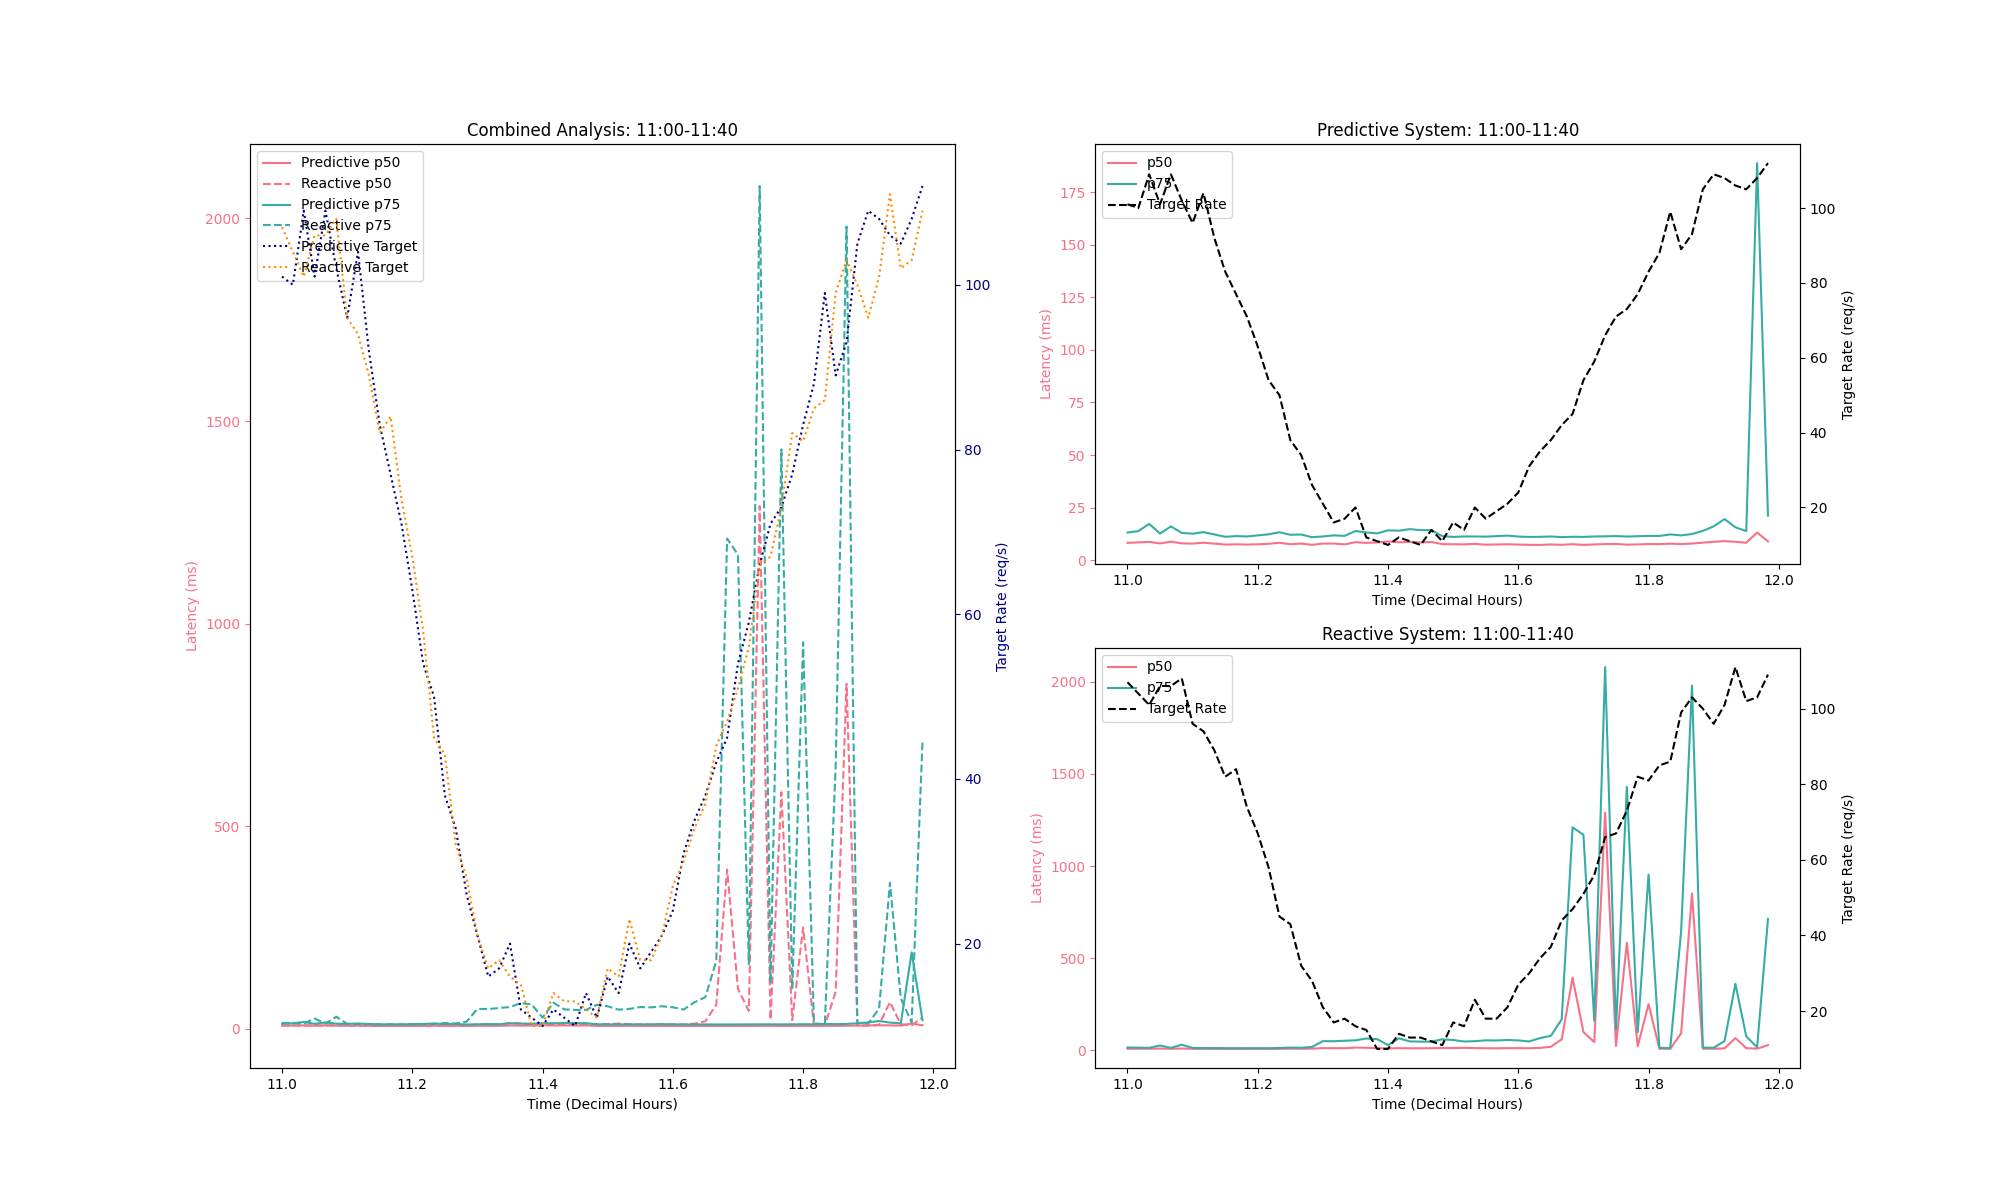 Combined Analysis: 11:00-11:40
Predictive p50
Reactive p50
Predictive p75
Reactive p75
Predictive Target
Reactive Target
2000
1500
1000
500
0
Latency (ms)
100
80
60
40
20
Target Rate (req/s)
11.0 11.2 11.4 11.6 11.8 12.0
Time (Decimal Hours)
Predictive System: 11:00-11:40
p50
p75
Target Rate
175
150
125
100
75
50
25
0
Latency (ms)
100
80
60
40
20
Target Rate (req/s)
11.0 11.2 11.4 11.6 11.8 12.0
Time (Decimal Hours)
Reactive System: 11:00-11:40
p50
p75
Target Rate
2000
1500
1000
500
0
Latency (ms)
100
80
60
40
20
Target Rate (req/s)
11.0 11.2 11.4 11.6 11.8 12.0
Time (Decimal Hours)